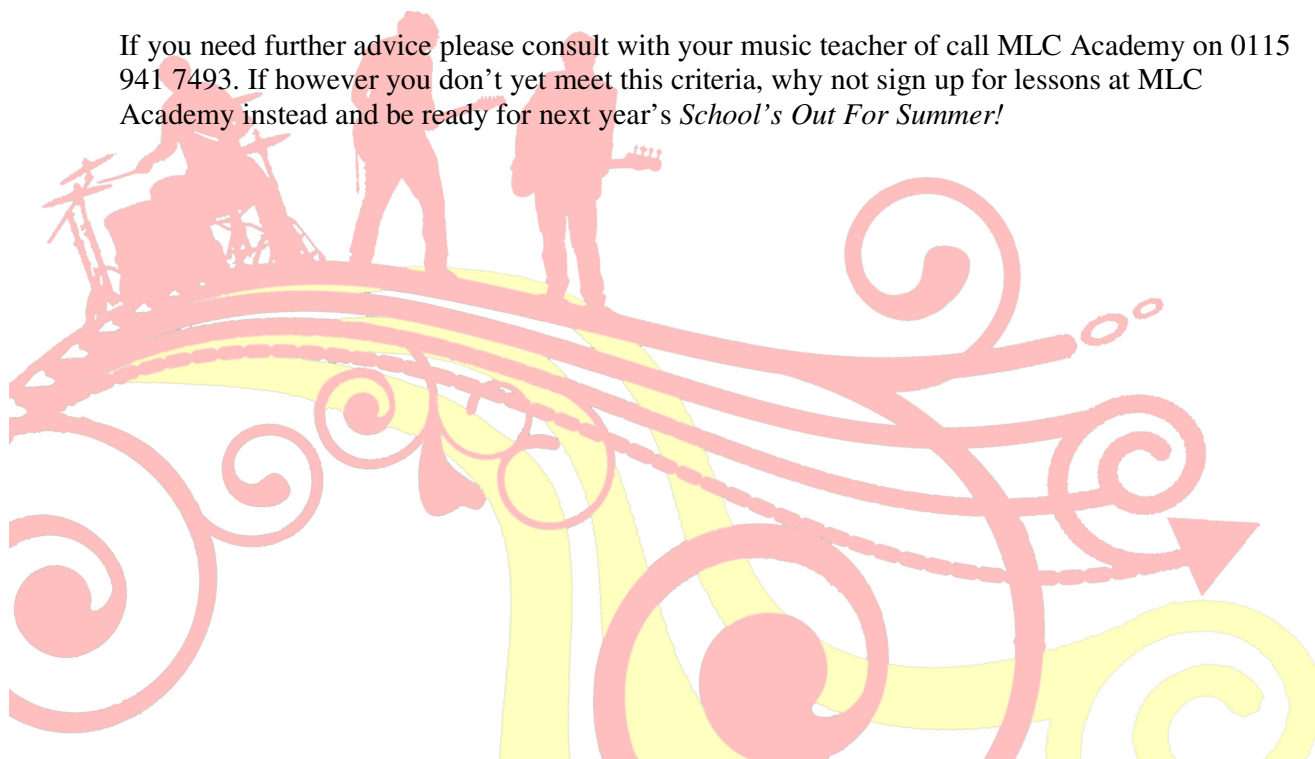 If you need further advice please consult with your music teacher of call MLC Academy on 0115
941 7493. If however you don’t yet meet this criteria, why not sign up for lessons at MLC
Academy instead and be ready for next year’s School’s Out For Summer!